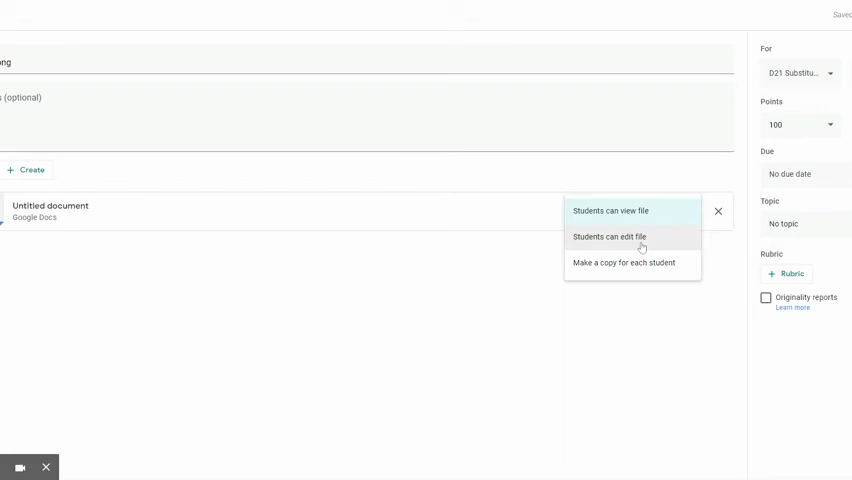 Saved
ong
s (optional)
+ Create
Untitled document
Google Docs
Students can view file
Students can edit file
Make a copy for each student
For
D21 Substitu...
Points
100
Due
No due date
Topic
No topic
Rubric
+ Rubric
Originality reports
Learn more